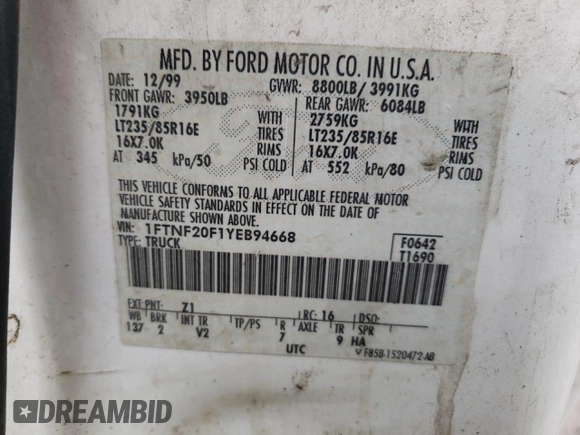 MFD. BY FORD MOTOR CO. IN U.S.A.
DATE: 12/99 GVWR: 8800LB/ 3991KG
FRONT GAWR: 3950LB REAR GAWR: 6084LB
1791KG WITH 2759KG WITH
LT235/85R16E TIRES LT235/85R16E TIRES
16X7.0K RIMS 16X7.0K RIMS
AT 345 kPa/50 PSI COLD AT 552 kPa/80 PSI COLD
THIS VEHICLE CONFORMS TO ALL APPLICABLE FEDERAL MOTOR
VEHICLE SAFETY STANDARDS IN EFFECT ON THE DATE OF
MANUFACTURE SHOWN ABOVE.
VIN: 1FTNF20F1YEB94668 F0642
TYPE: TRUCK T1690
EXT PNT: Z1 RC: 16 DSO:
WB BRK INT TR TP/PS R AXLE TR SPR
137 2 V2 7 9 HA
UTC F85B-1520472-AB
DREAMBID